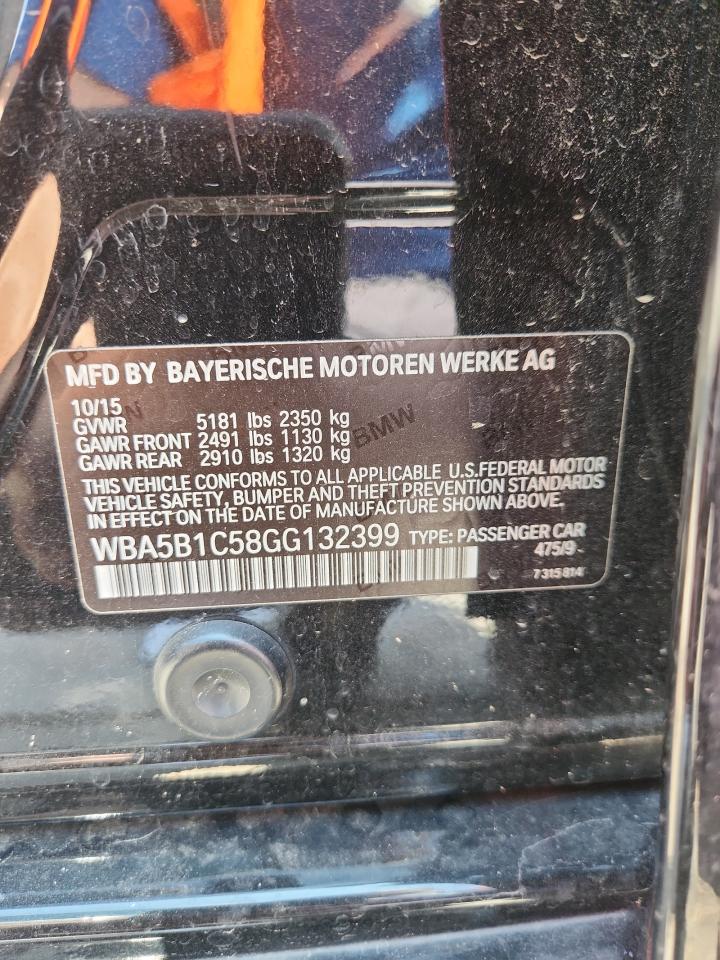 MFD BY BAYERISCHE MOTOREN WERKE AG
10/15
GVWR 5181 lbs 2350 kg
GAWR FRONT 2491 lbs 1130 kg
GAWR REAR 2910 lbs 1320 kg
THIS VEHICLE CONFORMS TO ALL APPLICABLE U.S.FEDERAL MOTOR
VEHICLE SAFETY, BUMPER AND THEFT PREVENTION STANDARDS
IN EFFECT ON THE DATE OF MANUFACTURE SHOWN ABOVE.
WBA5B1C58GG132399 TYPE: PASSENGER CAR
475/9
7 315 814
BMW